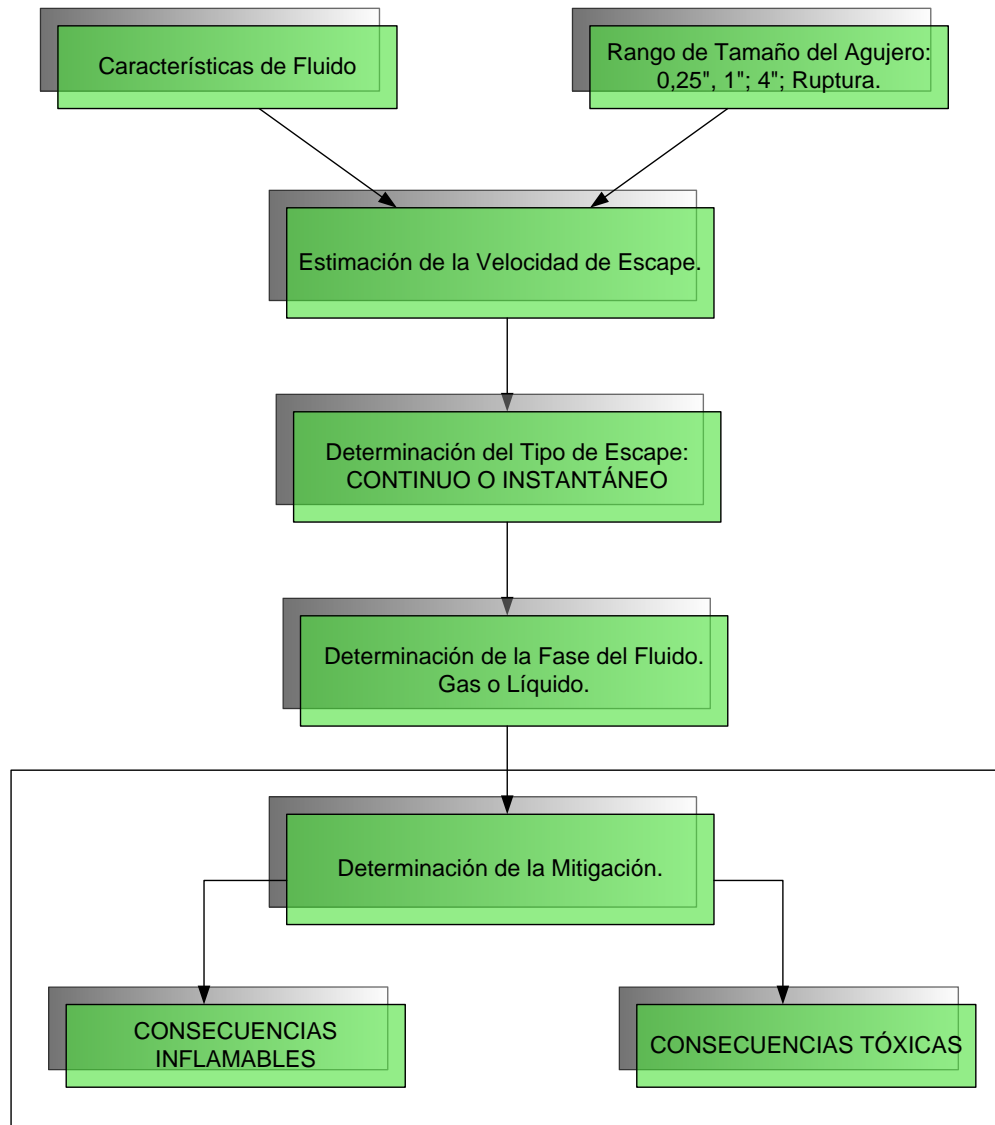 Características de Fluido
Rango de Tamaño del Agujero:
0,25", 1"; 4"; Ruptura.
Estimación de la Velocidad de Escape.
Determinación del Tipo de Escape:
CONTINUO O INSTANTÁNEO
Determinación de la Fase del Fluido.
Gas o Líquido.
Determinación de la Mitigación.
CONSECUENCIAS
INFLAMABLES
CONSECUENCIAS TÓXICAS